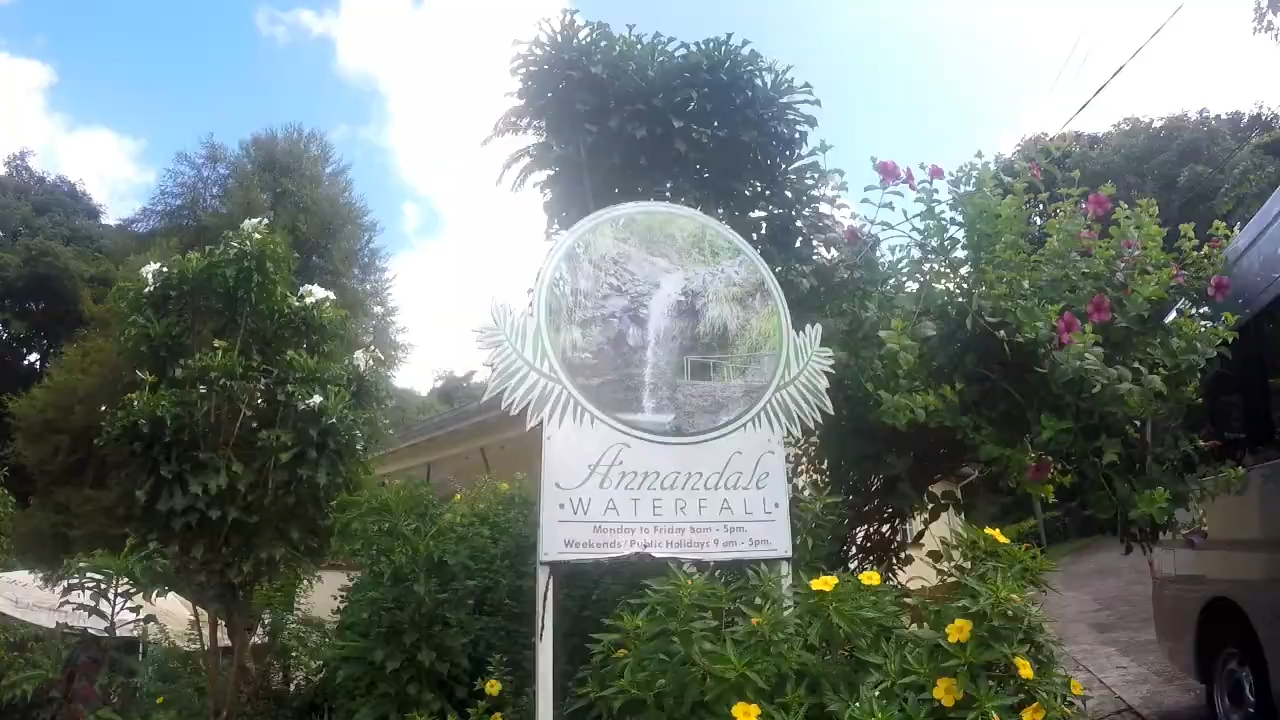 Annandale
•WATERFALL•
Monday to Friday 8am - 5pm.
Weekends/Public Holidays 9 am - 5pm.